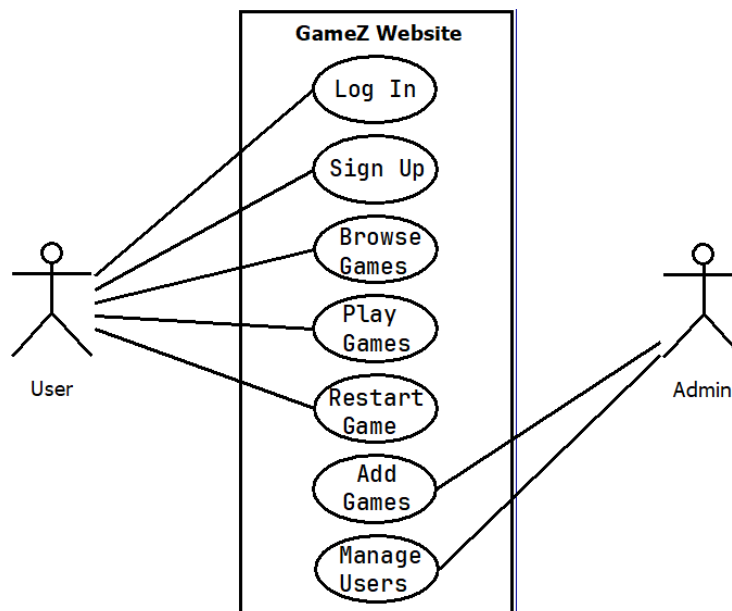 GameZ Website
Log In
Sign Up
Browse
Games
Play
Games
Restart
Game
Add
Games
Manage
Users
User
Admin